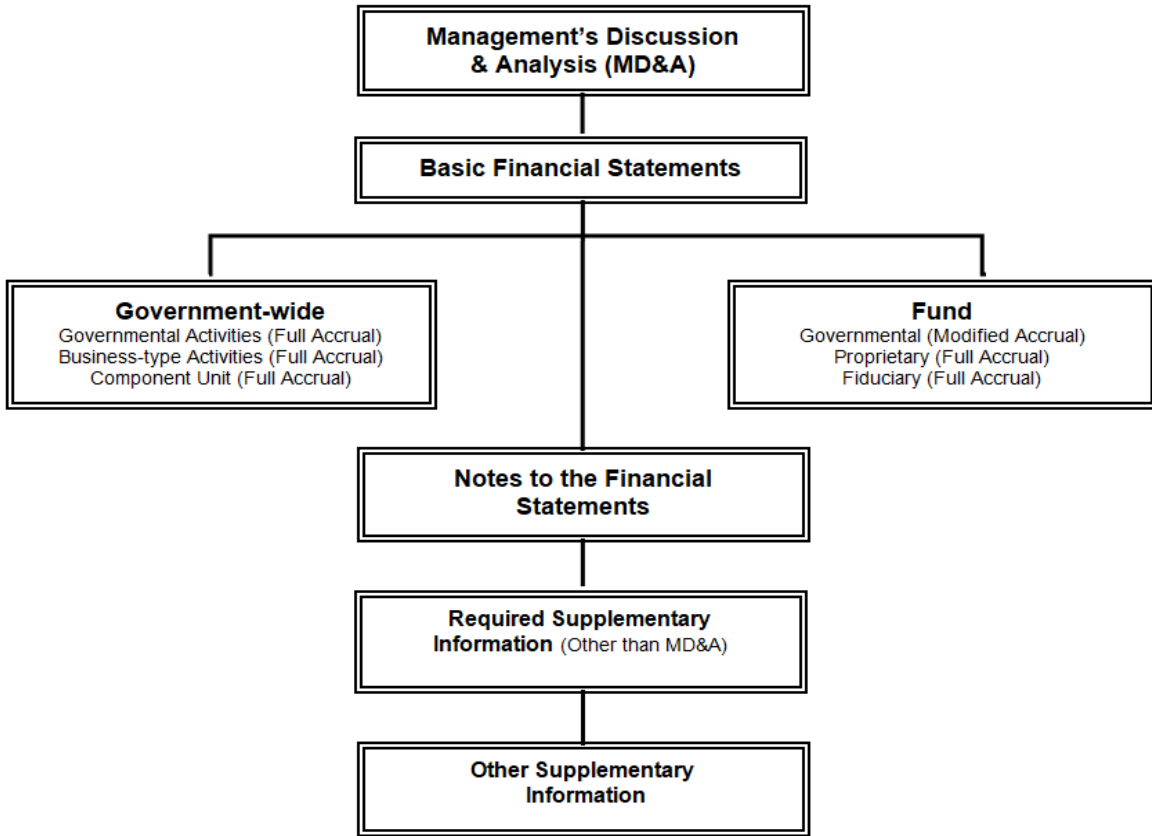 Management’s Discussion
& Analysis (MD&A)
Basic Financial Statements
Government-wide
Governmental Activities (Full Accrual)
Business-type Activities (Full Accrual)
Component Unit (Full Accrual)
Fund
Governmental (Modified Accrual)
Proprietary (Full Accrual)
Fiduciary (Full Accrual)
Notes to the Financial
Statements
Required Supplementary
Information (Other than MD&A)
Other Supplementary
Information